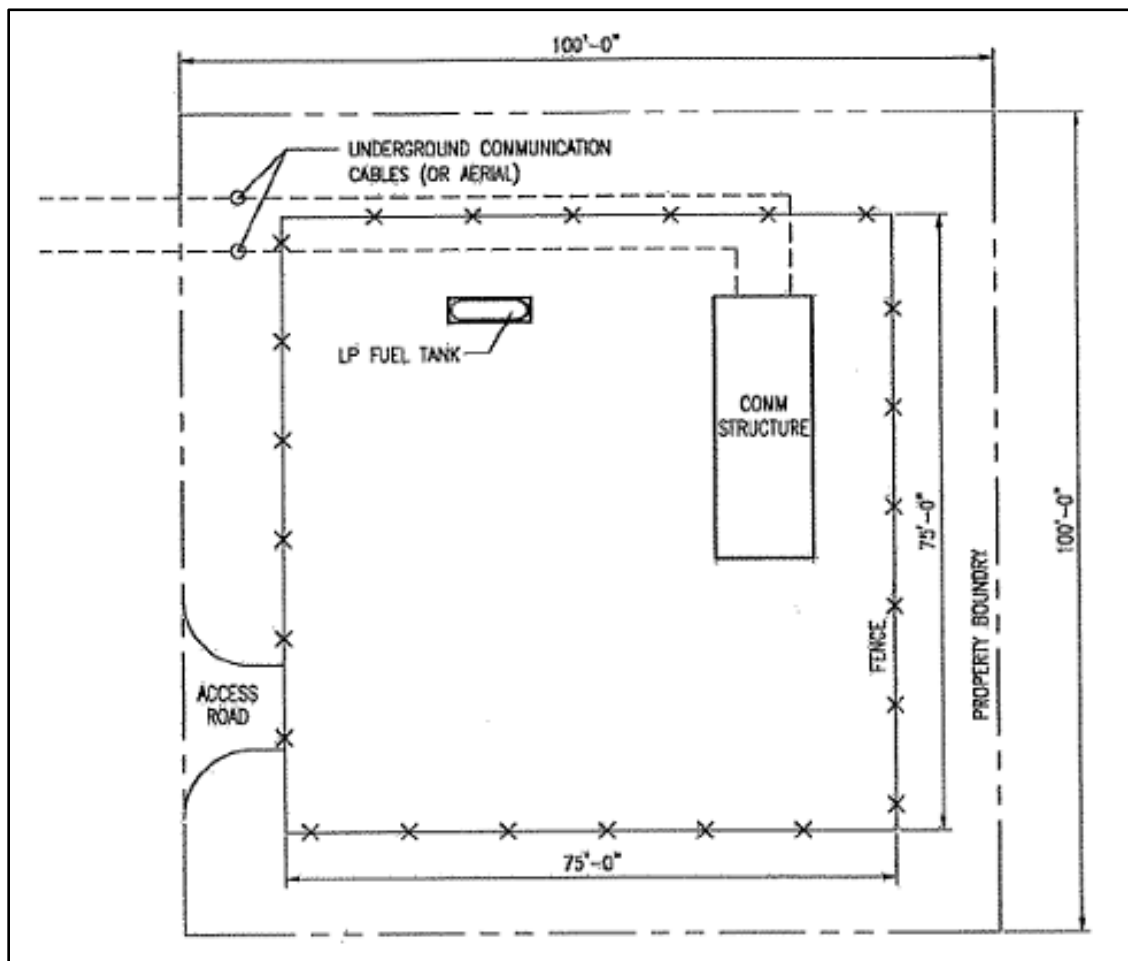 100'-0"
UNDERGROUND COMMUNICATION
CABLES (OR AERIAL)
LP FUEL TANK
COMM
STRUCTURE
75'-0"
100'-0"
FENCE
PROPERTY BOUNDRY
ACCESS
ROAD
75'-0"